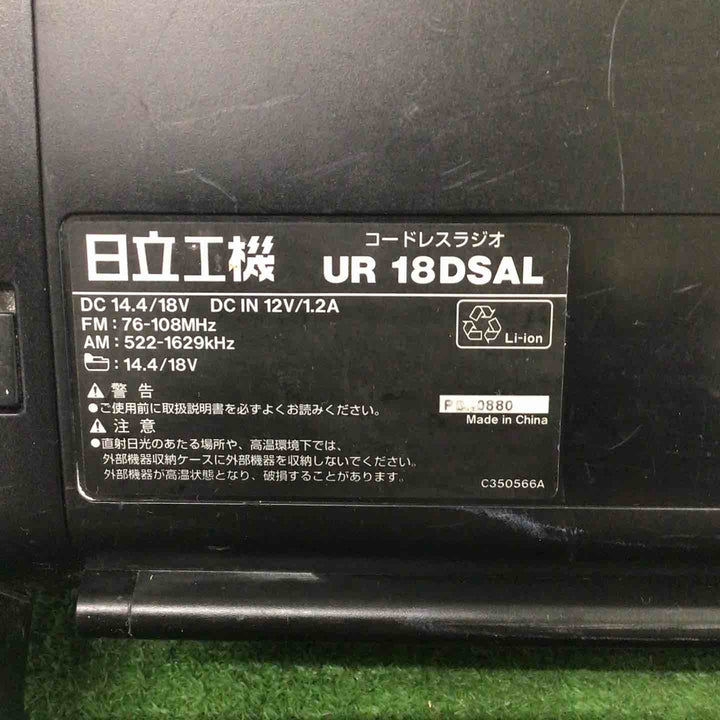 日立工機
コードレスラジオ
UR 18DSAL
DC 14.4/18V DC IN 12V/1.2A
FM : 76-108MHz
AM : 522-1629kHz
: 14.4/18V
Li-ion
警告
●ご使用前に取扱説明書を必ずよくお読みください。
注意
●直射日光のあたる場所や、高温環境下では、
外部機器収納ケースに外部機器を収納しないでください。
外部機器が高温状態となり、破損することがあります。
0880
Made in China
C350566A